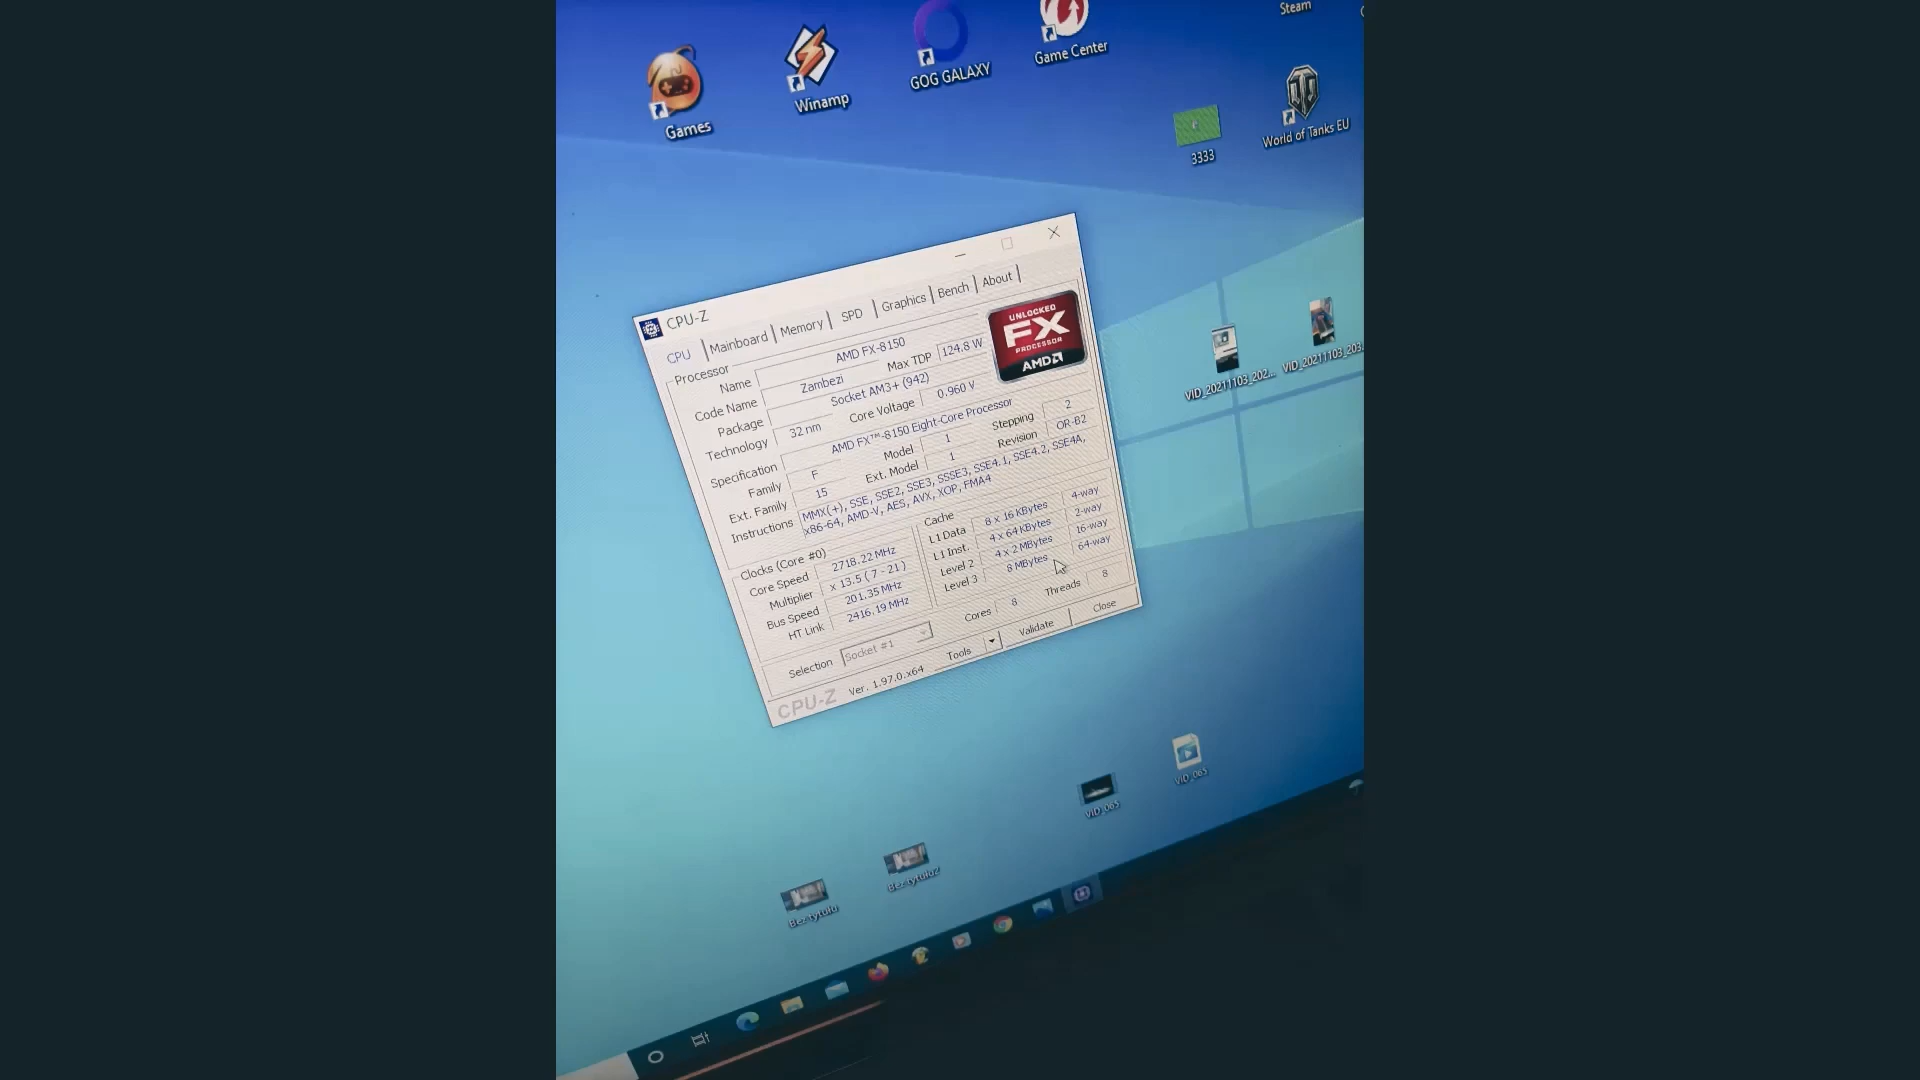 Steam
Games
Winamp
GOG GALAXY
Game Center
3333
World of Tanks EU
CPU-Z
CPU Mainboard Memory SPD Graphics Bench About
Processor
Name AMD FX-8150
Code Name Zambezi Max TDP 124.8 W
Package Socket AM3+ (942)
Technology 32 nm Core Voltage 0.960 V
UNLOCKED
FX
PROCESSOR
AMD
Specification AMD FX™-8150 Eight-Core Processor
Family F Model 1 Stepping 2
Ext. Family 15 Ext. Model 1 Revision OR-B2
Instructions MMX(+), SSE, SSE2, SSE3, SSSE3, SSE4.1, SSE4.2, SSE4A,
x86-64, AMD-V, AES, AVX, XOP, FMA4
Clocks (Core #0)
Core Speed 2718.22 MHz
Multiplier x 13.5 ( 7 - 21 )
Bus Speed 201.35 MHz
HT Link 2416.19 MHz
Cache
L1 Data 8 x 16 KBytes 4-way
L1 Inst. 4 x 64 KBytes 2-way
Level 2 4 x 2 MBytes 16-way
Level 3 8 MBytes 64-way
Selection Socket #1 Cores 8 Threads 8
CPU-Z Ver. 1.97.0.x64 Tools Validate Close
VID_20211103_202...
VID_20211103_203...
VID_065
VID_065
Bez tytułu
Bez tytułu2